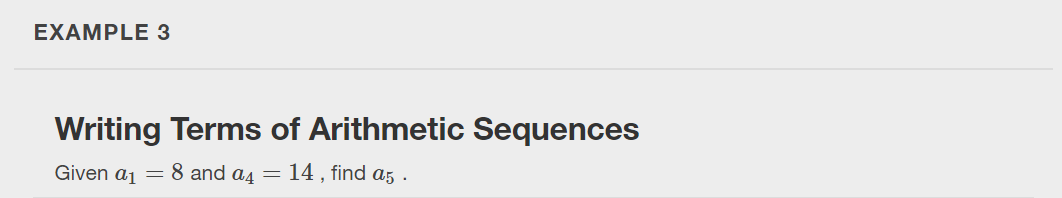 EXAMPLE 3
Writing Terms of Arithmetic Sequences
Given a₁ = 8 and a₄ = 14 , find a₅ .